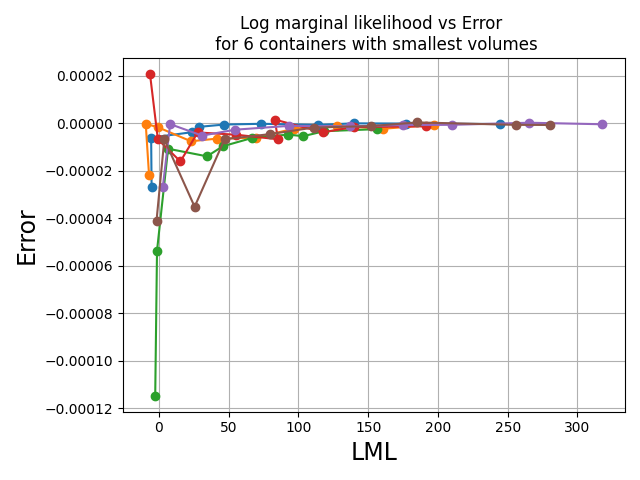 Log marginal likelihood vs Error
for 6 containers with smallest volumes
0.00002
0.00000
−0.00002
−0.00004
−0.00006
−0.00008
−0.00010
−0.00012
Error
0 50 100 150 200 250 300
LML